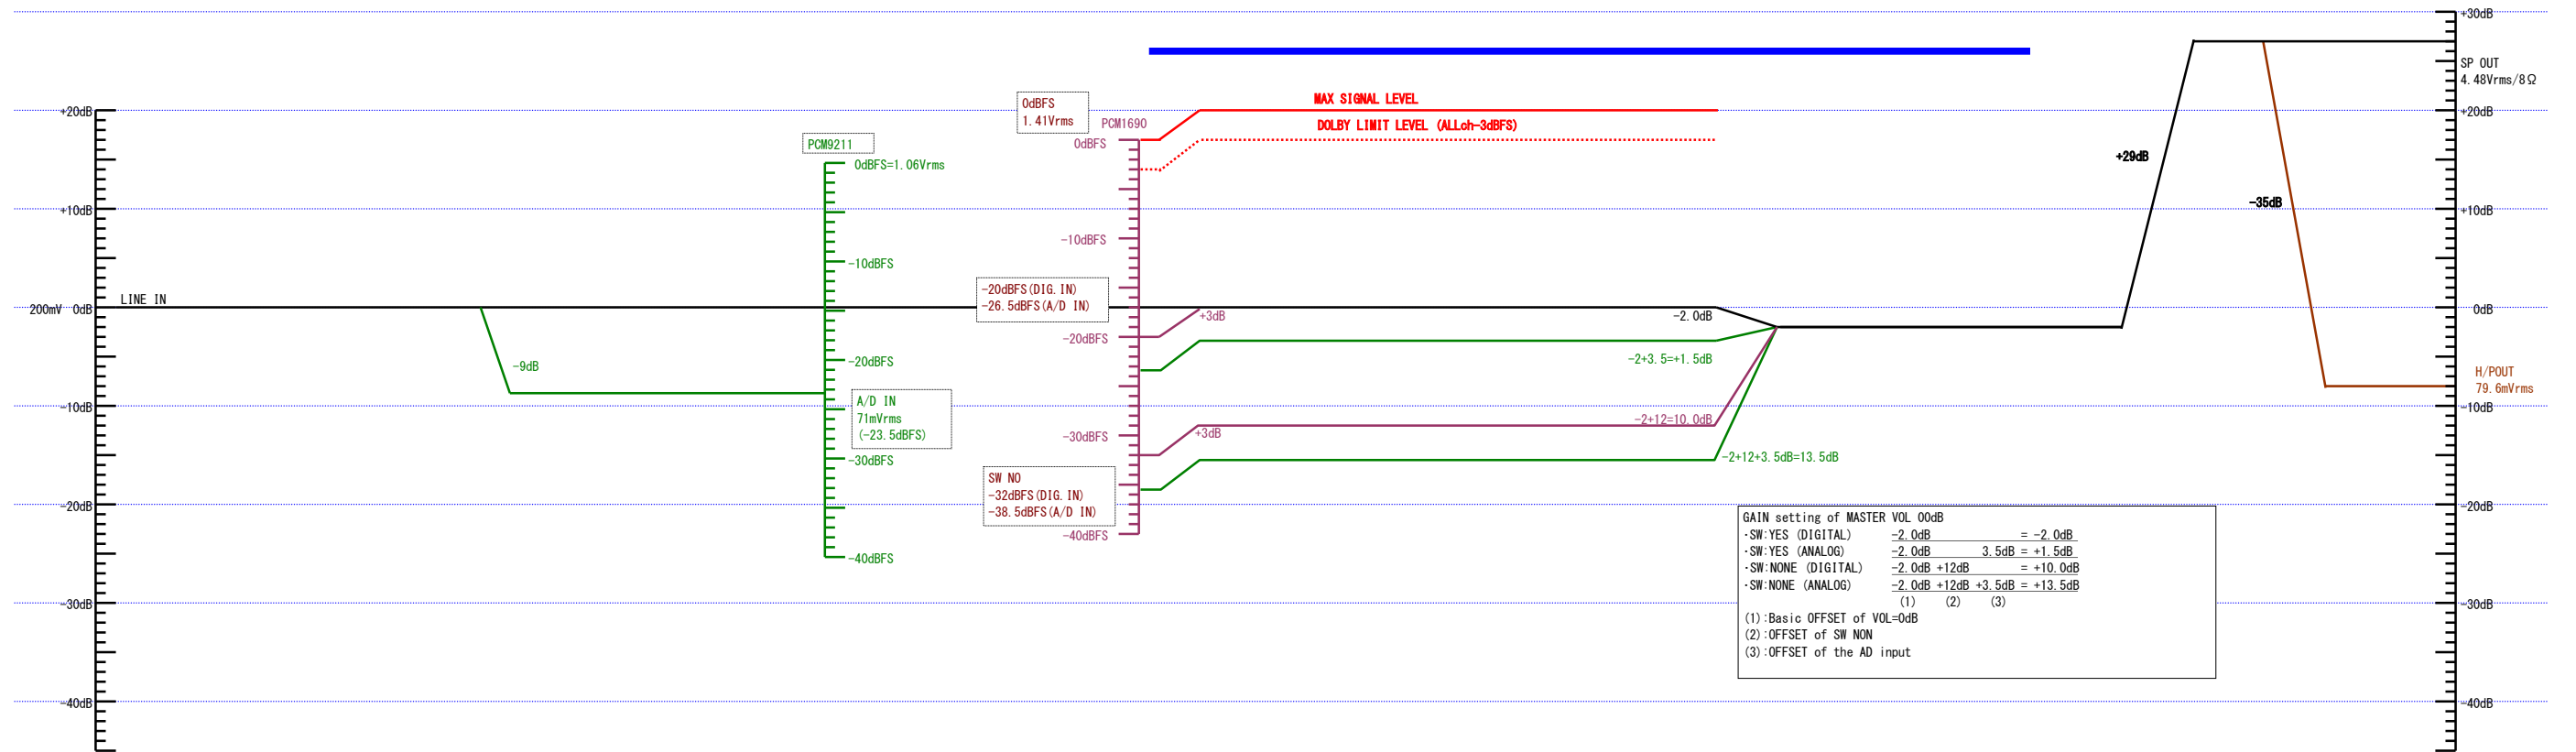 +30dB
SP OUT
4.48Vrms/8Ω
+20dB
+10dB
200mV 0dB
-10dB
-20dB
-30dB
-40dB
LINE IN
-9dB
PCM9211
0dBFS=1.06Vrms
-10dBFS
-20dBFS
A/D IN
71mVrms
(-23.5dBFS)
-30dBFS
-40dBFS
0dBFS
1.41Vrms
PCM1690
0dBFS
-10dBFS
-20dBFS(DIG.IN)
-26.5dBFS(A/D IN)
-20dBFS
-30dBFS
SW NO
-32dBFS(DIG.IN)
-38.5dBFS(A/D IN)
-40dBFS
MAX SIGNAL LEVEL
DOLBY LIMIT LEVEL (ALLch-3dBFS)
+3dB
-2.0dB
-2+3.5=+1.5dB
+3dB
-2+12=10.0dB
-2+12+3.5dB=13.5dB
+29dB
-35dB
+20dB
+10dB
0dB
H/POUT
79.6mVrms
-10dB
-20dB
-30dB
-40dB
GAIN setting of MASTER VOL 00dB
·SW:YES (DIGITAL) -2.0dB = -2.0dB
·SW:YES (ANALOG) -2.0dB 3.5dB = +1.5dB
·SW:NONE (DIGITAL) -2.0dB +12dB = +10.0dB
·SW:NONE (ANALOG) -2.0dB +12dB +3.5dB = +13.5dB
(1) (2) (3)
(1):Basic OFFSET of VOL=0dB
(2):OFFSET of SW NON
(3):OFFSET of the AD input